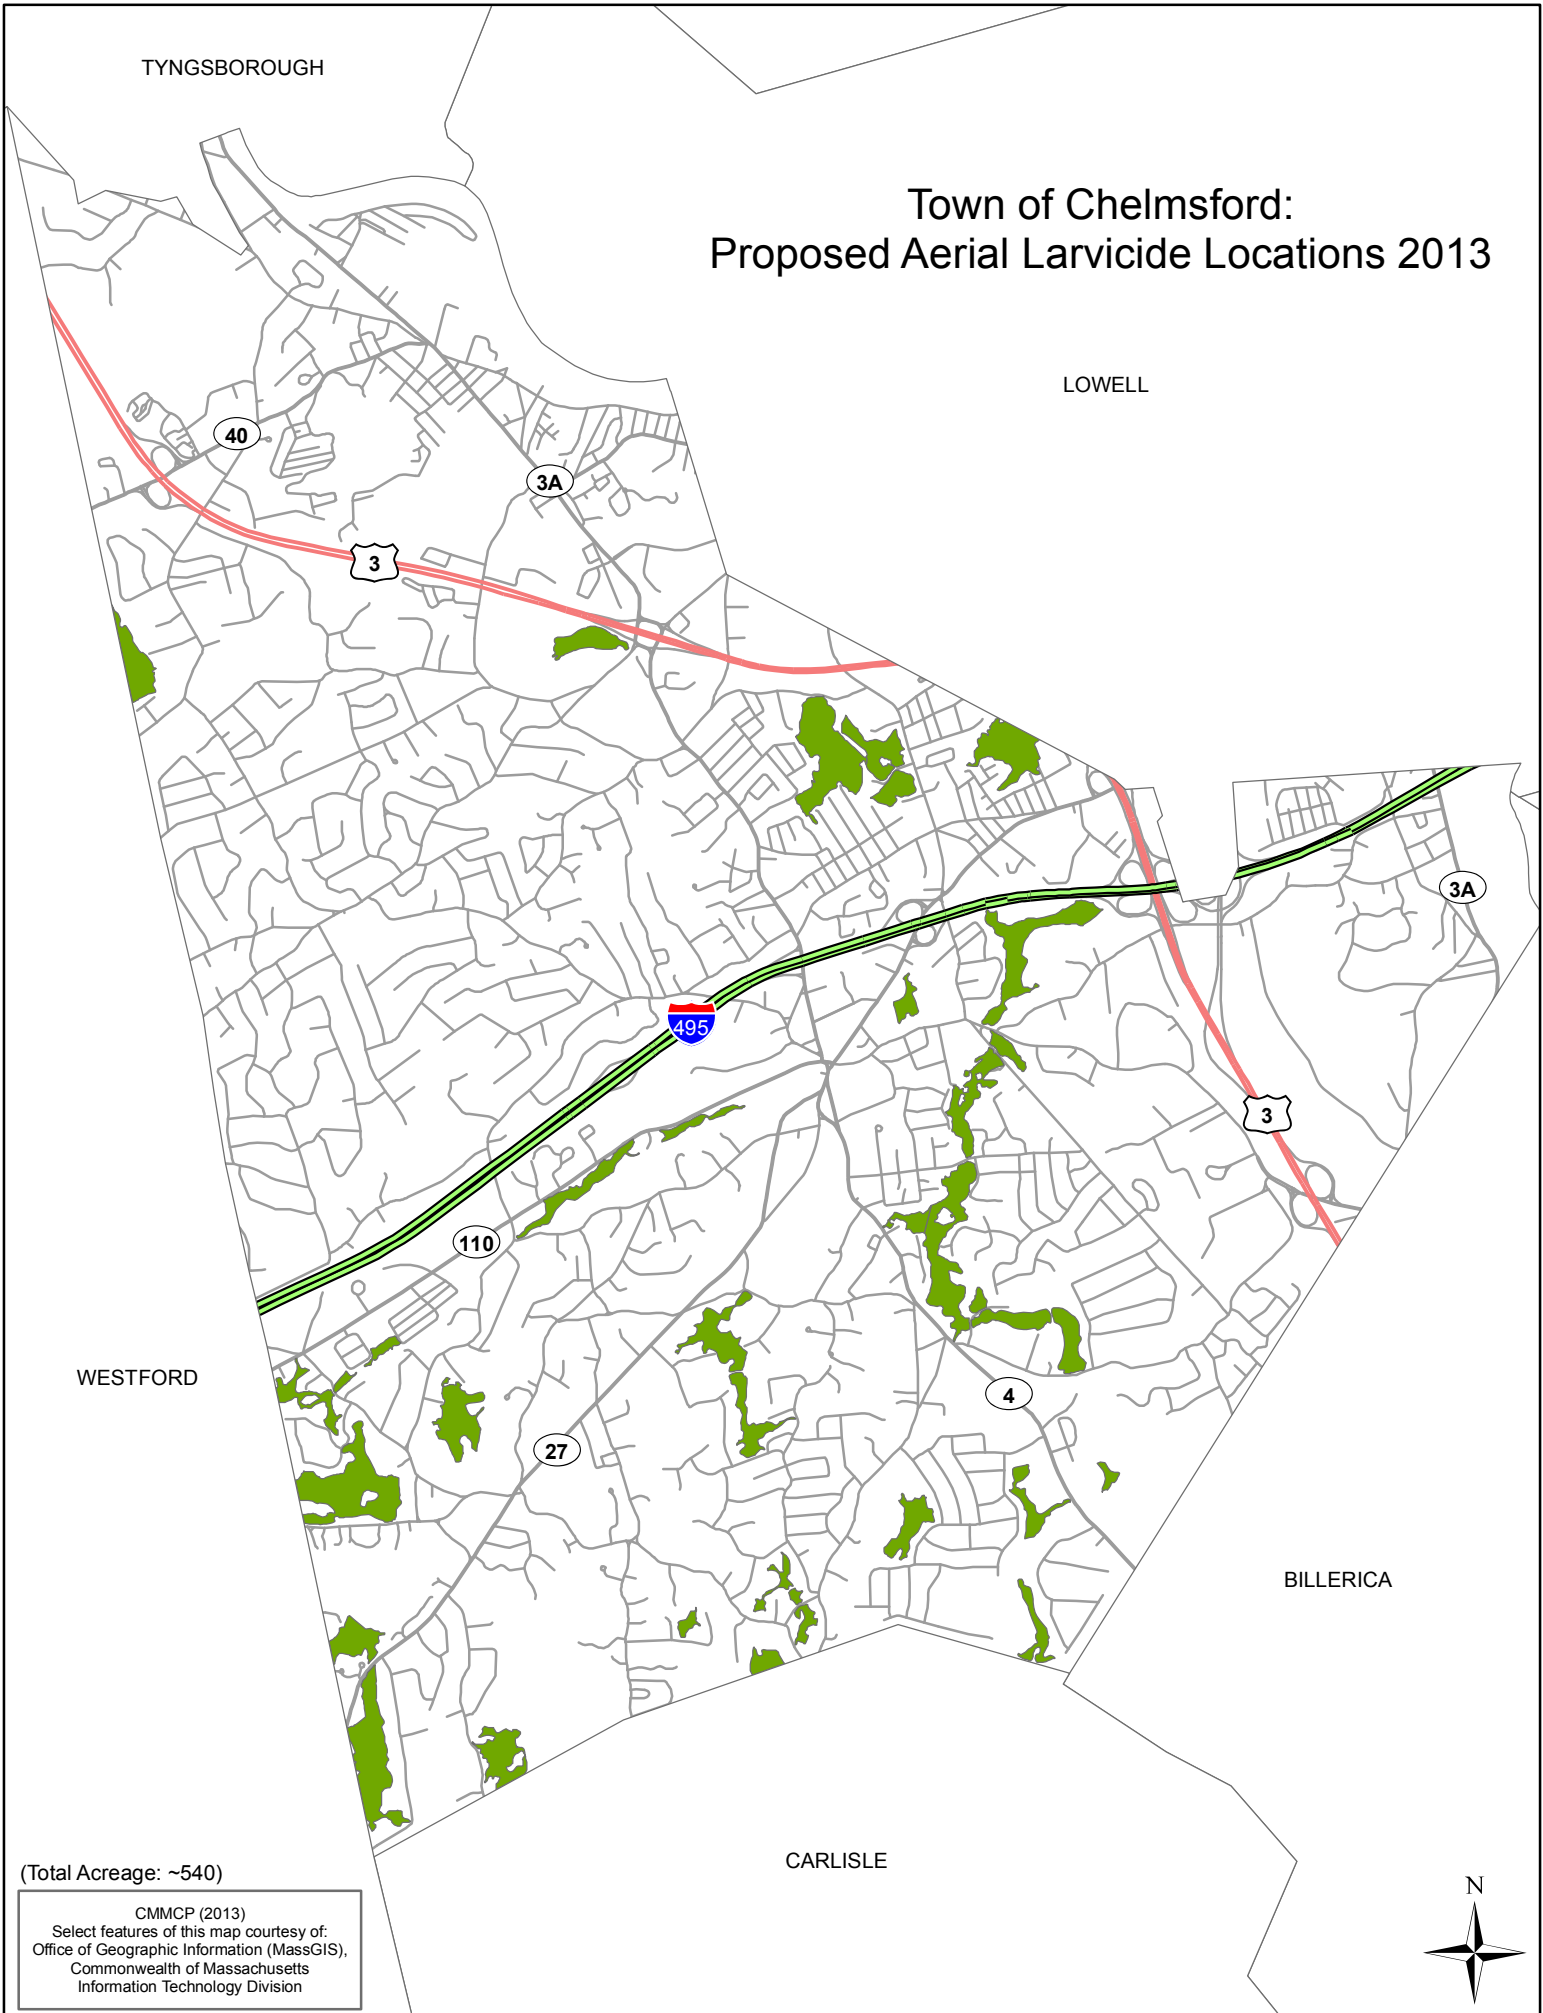 TYNGSBOROUGH
Town of Chelmsford:
Proposed Aerial Larvicide Locations 2013
LOWELL
40
3A
3
3A
495
3
110
WESTFORD
4
27
BILLERICA
CARLISLE
(Total Acreage: ~540)
CMMCP (2013)
Select features of this map courtesy of:
Office of Geographic Information (MassGIS),
Commonwealth of Massachusetts
Information Technology Division
N